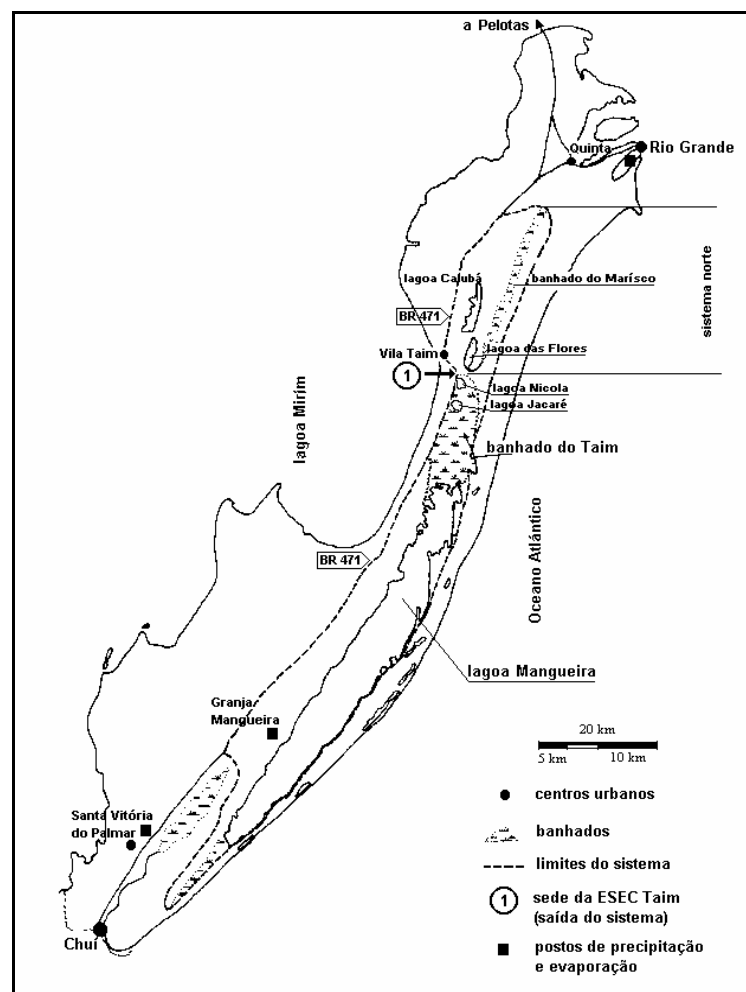 a Pelotas
Quinta
Rio Grande
lagoa Caiubá
banhado do Marísco
sistema norte
BR 471
Vila Taim
lagoa das Flores
1
lagoa Nicola
lagoa Jacaré
lagoa Mirím
banhado do Taim
Oceano Atlântico
BR 471
lagoa Mangueira
Granja
Mangueira
20 km
5 km
10 km
centros urbanos
Santa Vitória
do Palmar
banhados
limites do sistema
1
sede da ESEC Taim
(saída do sistema)
Chuí
postos de precipitação
e evaporação